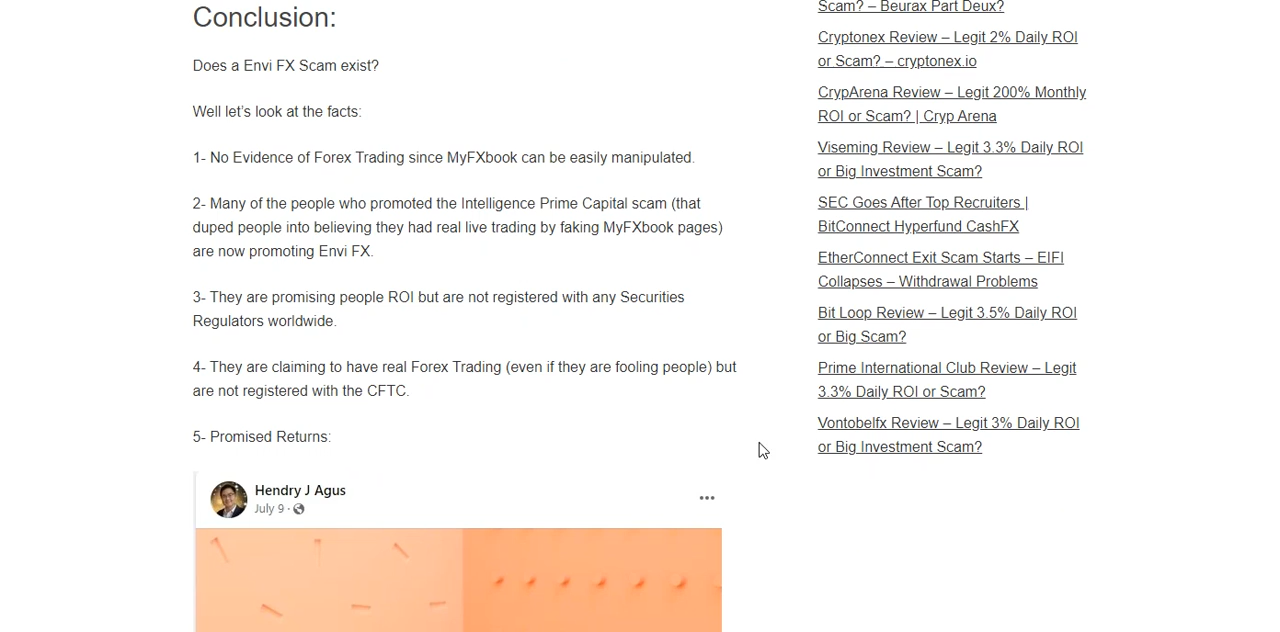 Conclusion:
Does a Envi FX Scam exist?
Well let's look at the facts:
1- No Evidence of Forex Trading since MyFXbook can be easily manipulated.
2- Many of the people who promoted the Intelligence Prime Capital scam (that
duped people into believing they had real live trading by faking MyFXbook pages)
are now promoting Envi FX.
3- They are promising people ROI but are not registered with any Securities
Regulators worldwide.
4- They are claiming to have real Forex Trading (even if they are fooling people) but
are not registered with the CFTC.
5- Promised Returns:
Hendry J Agus
July 9 ·
Scam? – Beurax Part Deux?
Cryptonex Review – Legit 2% Daily ROI
or Scam? – cryptonex.io
CrypArena Review – Legit 200% Monthly
ROI or Scam? | Cryp Arena
Viseming Review – Legit 3.3% Daily ROI
or Big Investment Scam?
SEC Goes After Top Recruiters |
BitConnect Hyperfund CashFX
EtherConnect Exit Scam Starts – EIFI
Collapses – Withdrawal Problems
Bit Loop Review – Legit 3.5% Daily ROI
or Big Scam?
Prime International Club Review – Legit
3.3% Daily ROI or Scam?
Vontobelfx Review – Legit 3% Daily ROI
or Big Investment Scam?